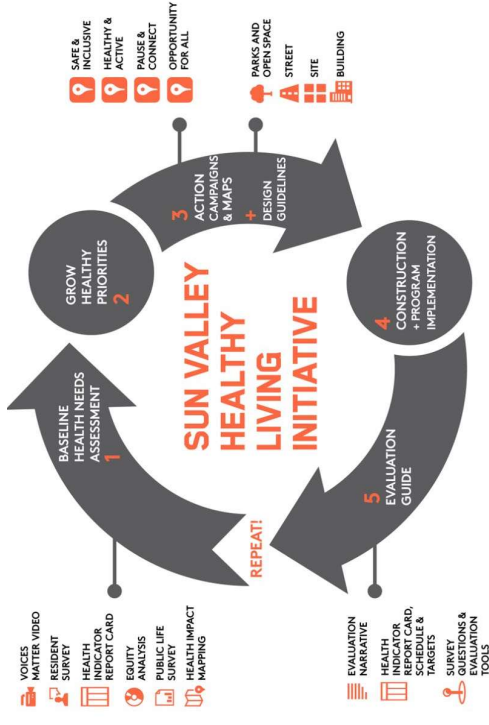 SUN VALLEY
HEALTHY
LIVING
INITIATIVE
BASELINE
HEALTH NEEDS
ASSESSMENT
1
VOICES
MATTER VIDEO
RESIDENT
SURVEY
HEALTH
INDICATOR
REPORT CARD
EQUITY
ANALYSIS
PUBLIC LIFE
SURVEY
HEALTH IMPACT
MAPPING
GROW
HEALTHY
PRIORITIES
2
3
ACTION
CAMPAIGNS
& MAPS
+
DESIGN
GUIDELINES
SAFE &
INCLUSIVE
HEALTHY &
ACTIVE
PAUSE &
CONNECT
OPPORTUNITY
FOR ALL
PARKS AND
OPEN SPACE
STREET
SITE
BUILDING
4
CONSTRUCTION
+ PROGRAM
IMPLEMENTATION
5
EVALUATION
GUIDE
EVALUATION
NARRATIVE
HEALTH
INDICATOR
REPORT CARD,
SCHEDULE &
TARGETS
SURVEY
QUESTIONS &
EVALUATION
TOOLS
REPEAT!